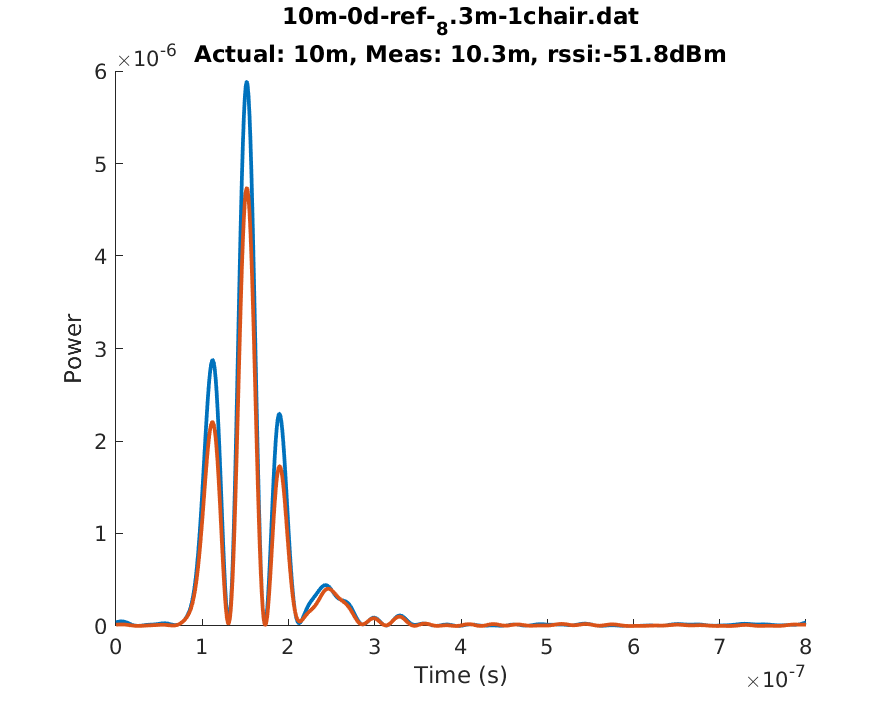 10m-0d-ref-8.3m-1chair.dat
Actual: 10m, Meas: 10.3m, rssi:-51.8dBm
×10-6
6
5
4
3
2
1
0
Power
0 1 2 3 4 5 6 7 8
Time (s)
×10-7